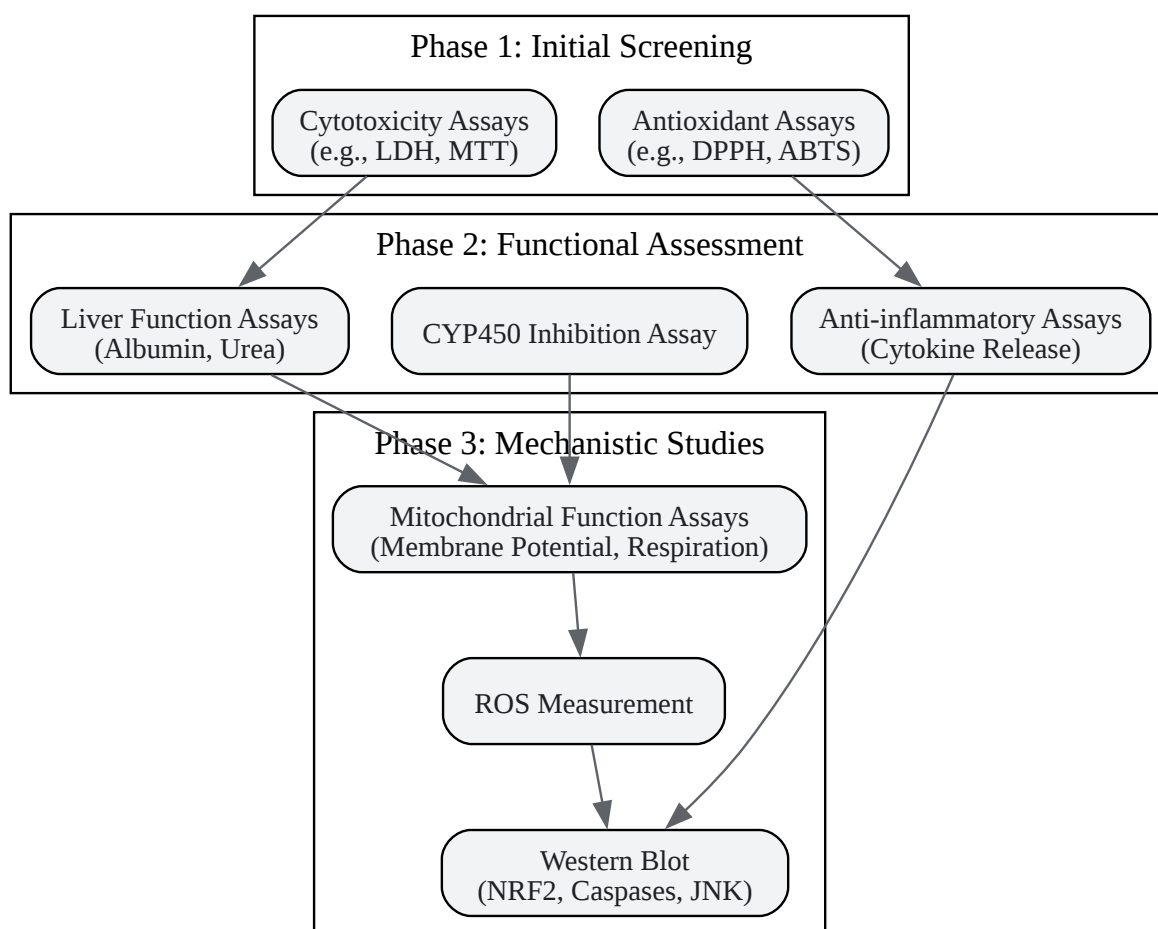 Phase 1: Initial Screening
Cytotoxicity Assays
(e.g., LDH, MTT)
Antioxidant Assays
(e.g., DPPH, ABTS)
Phase 2: Functional Assessment
Liver Function Assays
(Albumin, Urea)
CYP450 Inhibition Assay
Anti-inflammatory Assays
(Cytokine Release)
Phase 3: Mechanistic Studies
Mitochondrial Function Assays
(Membrane Potential, Respiration)
ROS Measurement
Western Blot
(NRF2, Caspases, JNK)